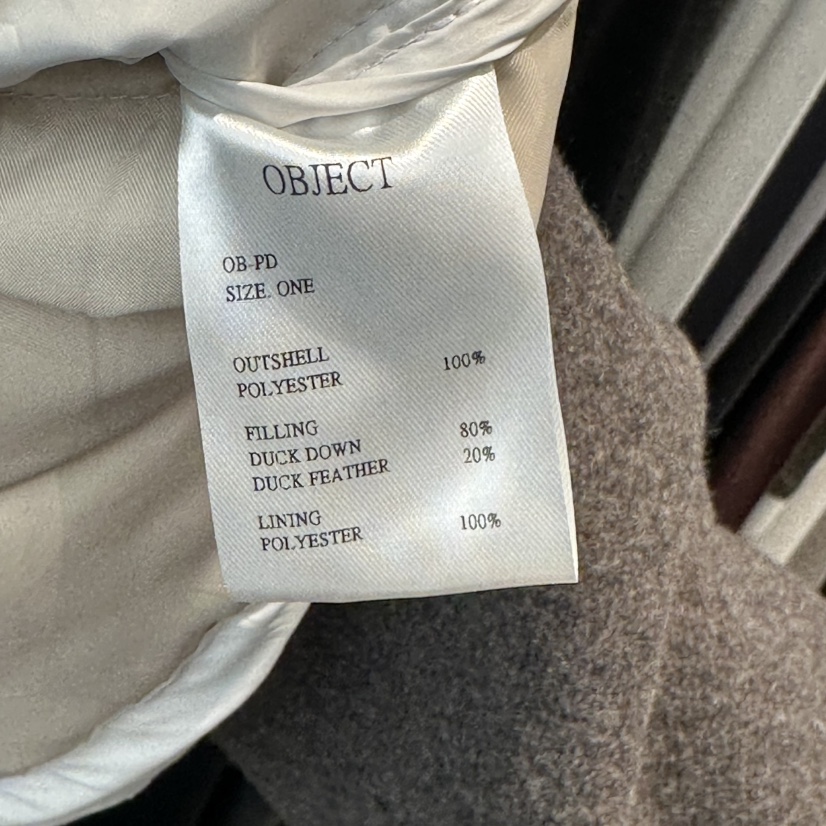 OBJECT
OB-PD
SIZE. ONE
OUTSHELL 100%
POLYESTER
FILLING 80%
DUCK DOWN 20%
DUCK FEATHER
LINING 100%
POLYESTER